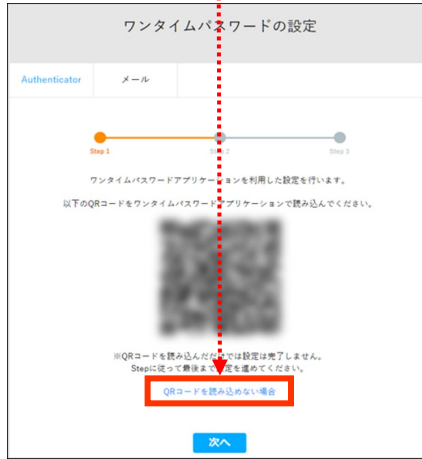 ワンタイムパスワードの設定
Authenticator
メール
Step 1
Step 2
Step 3
ワンタイムパスワードアプリケーションを利用した設定を行います。
以下のQRコードをワンタイムパスワードアプリケーションで読み込んでください。
※QRコードを読み込んだだけでは設定は完了しません。
Stepに従って最後まで設定を進めてください。
QRコードを読み込めない場合
次へ